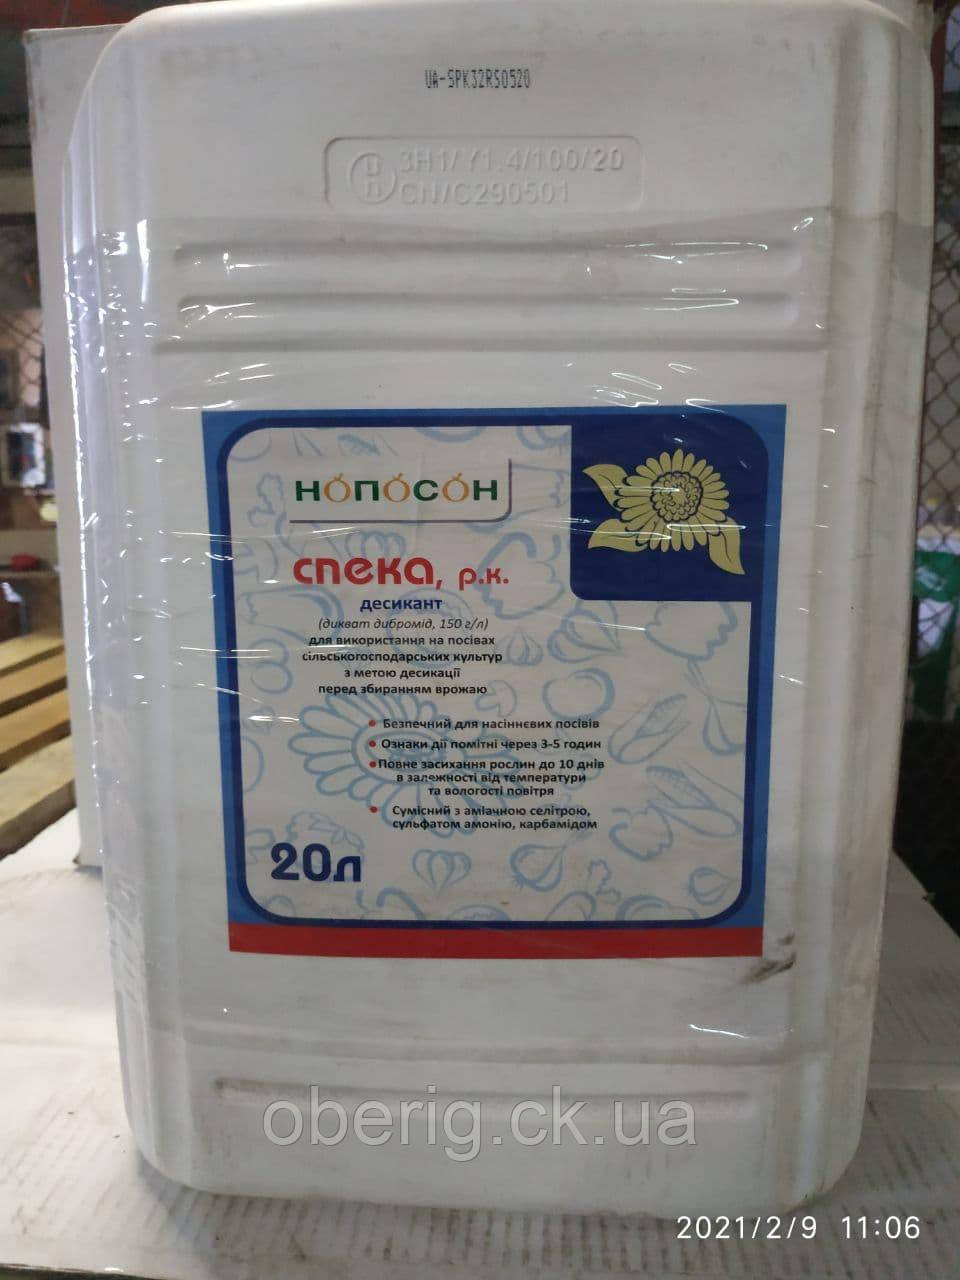 UA-SPK32RS0520
3H1/Y1.4/100/20
CN/C290501
НОПОСОН
СПЕКА, р.к.
десикант
(дикват дибромід, 150 г/л)
для використання на посівах
сільськогосподарських культур
з метою десикації
перед збиранням врожаю
Безпечний для насіннєвих посівів
Ознаки дії помітні через 3-5 годин
Повне засихання рослин до 10 днів
в залежності від температури
та вологості повітря
Сумісний з аміачною селітрою,
сульфатом амонію, карбамідом
20л
oberig.ck.ua
2021/2/9 11:06